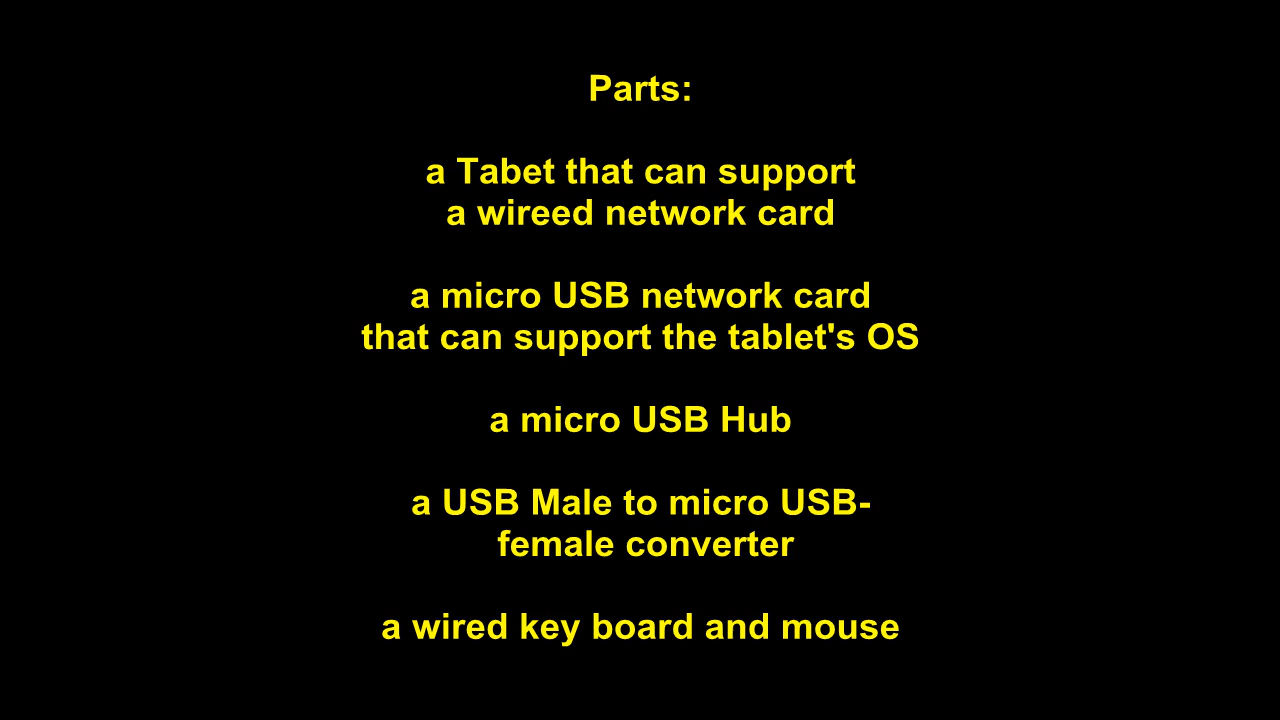 Parts:
a Tabet that can support
a wireed network card
a micro USB network card
that can support the tablet's OS
a micro USB Hub
a USB Male to micro USB-
female converter
a wired key board and mouse